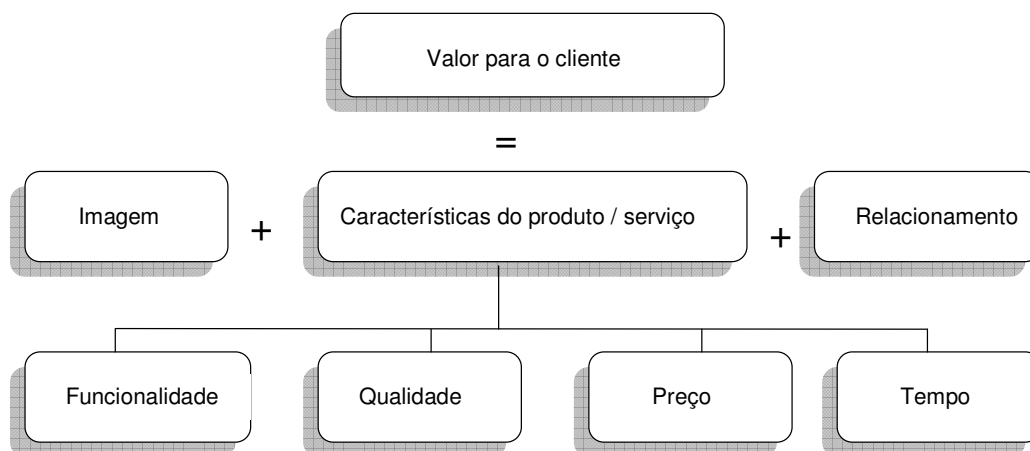 Valor para o cliente
=
Imagem + Características do produto / serviço + Relacionamento
Funcionalidade Qualidade Preço Tempo